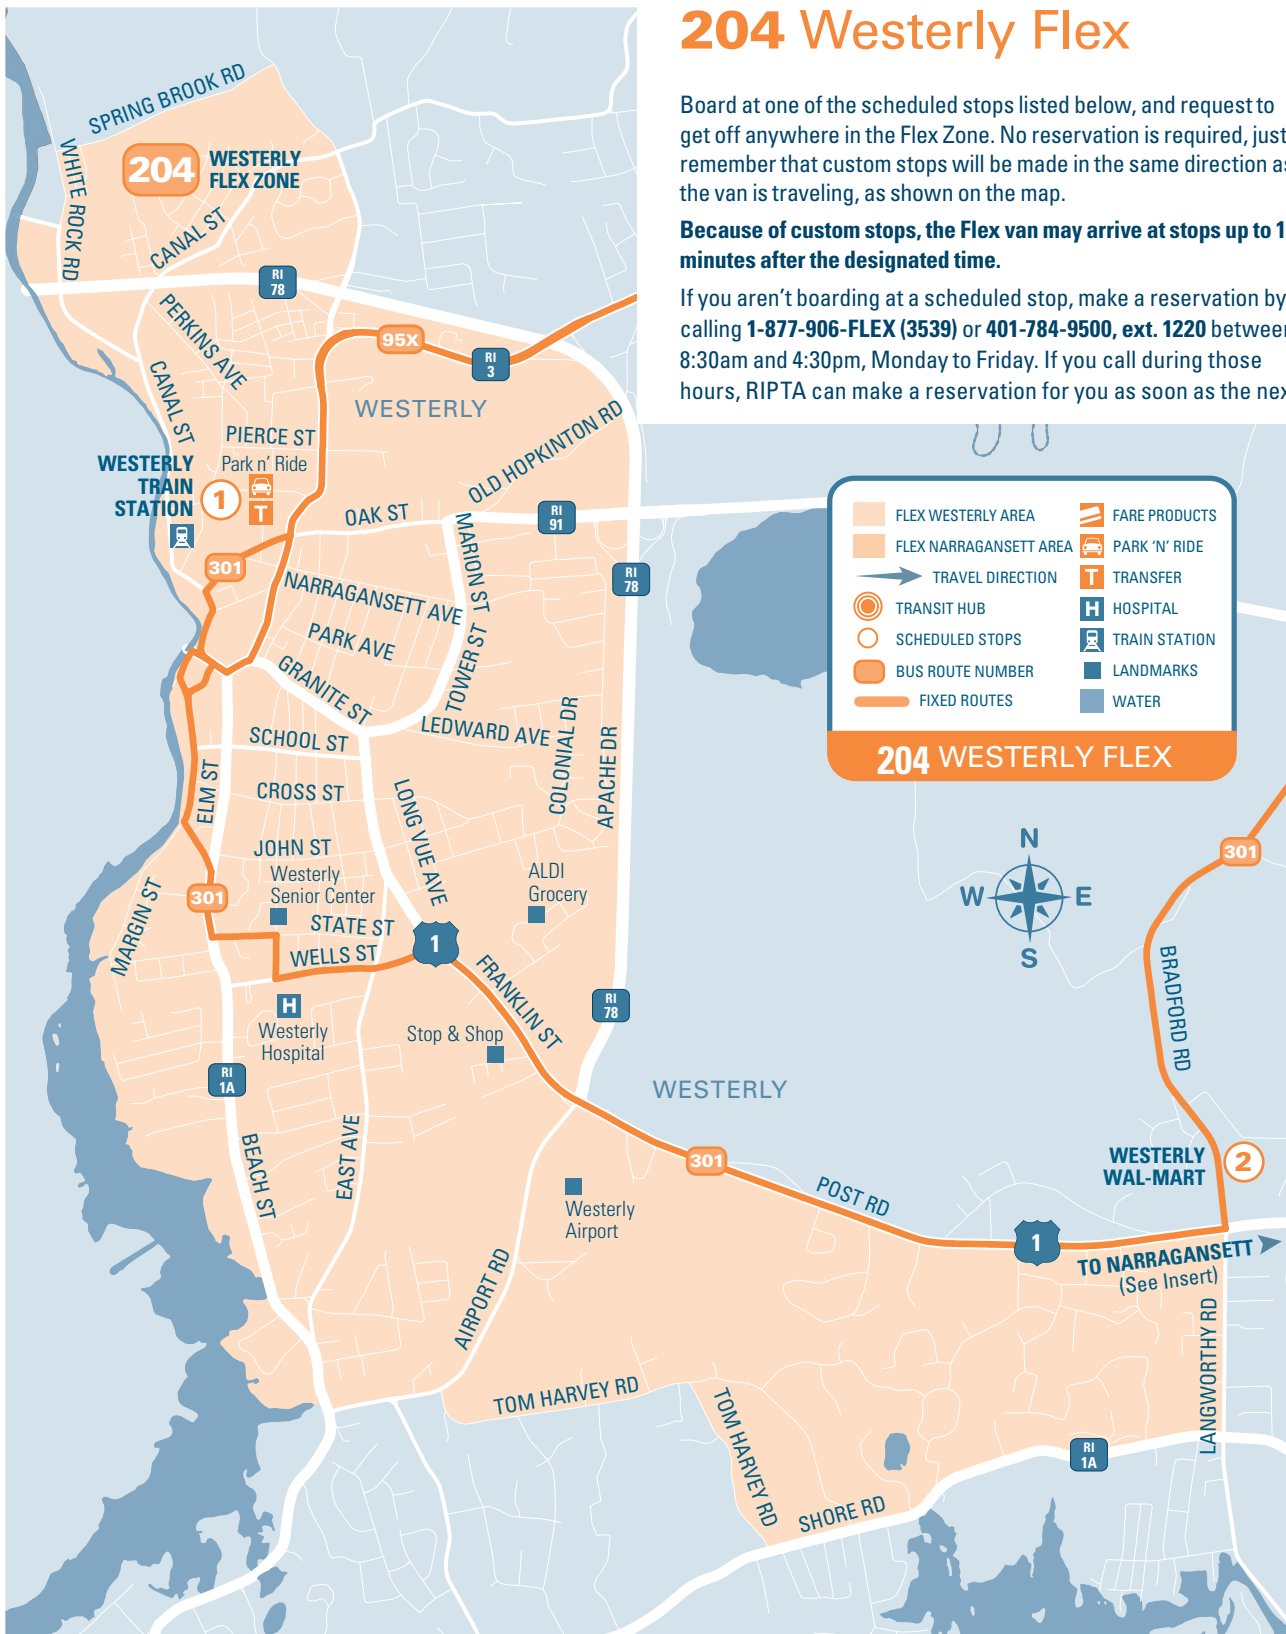 204 Westerly Flex
Board at one of the scheduled stops listed below, and request to
get off anywhere in the Flex Zone. No reservation is required, just
remember that custom stops will be made in the same direction as
the van is traveling, as shown on the map.
Because of custom stops, the Flex van may arrive at stops up to 1
minutes after the designated time.
If you aren't boarding at a scheduled stop, make a reservation by
calling 1-877-906-FLEX (3539) or 401-784-9500, ext. 1220 between
8:30am and 4:30pm, Monday to Friday. If you call during those
hours, RIPTA can make a reservation for you as soon as the nex
SPRING BROOK RD
WHITE ROCK RD
204
WESTERLY
FLEX ZONE
CANAL ST
RI
78
PERKINS AVE
95X
RI
3
CANAL ST
WESTERLY
OLD HOPKINTON RD
PIERCE ST
WESTERLY
TRAIN
STATION
1
Park n' Ride
T
OAK ST
RI
91
MARION ST
301
NARRAGANSETT AVE
RI
78
PARK AVE
TOWER ST
GRANITE ST
LEDWARD AVE
COLONIAL DR
APACHE DR
SCHOOL ST
ELM ST
CROSS ST
LONG VUE AVE
JOHN ST
Westerly
Senior Center
ALDI
Grocery
301
MARGIN ST
STATE ST
WELLS ST
1
FRANKLIN ST
H
Westerly
Hospital
Stop & Shop
RI
78
RI
1A
WESTERLY
BEACH ST
EAST AVE
301
POST RD
Westerly
Airport
AIRPORT RD
1
TOM HARVEY RD
TOM HARVEY RD
SHORE RD
RI
1A
LANGWORTHY RD
TO NARRAGANSETT
(See Insert)
WESTERLY
WAL-MART
2
BRADFORD RD
301
FLEX WESTERLY AREA
FLEX NARRAGANSETT AREA
TRAVEL DIRECTION
TRANSIT HUB
SCHEDULED STOPS
BUS ROUTE NUMBER
FIXED ROUTES
FARE PRODUCTS
PARK 'N' RIDE
T TRANSFER
H HOSPITAL
TRAIN STATION
LANDMARKS
WATER
204 WESTERLY FLEX
N
W E
S